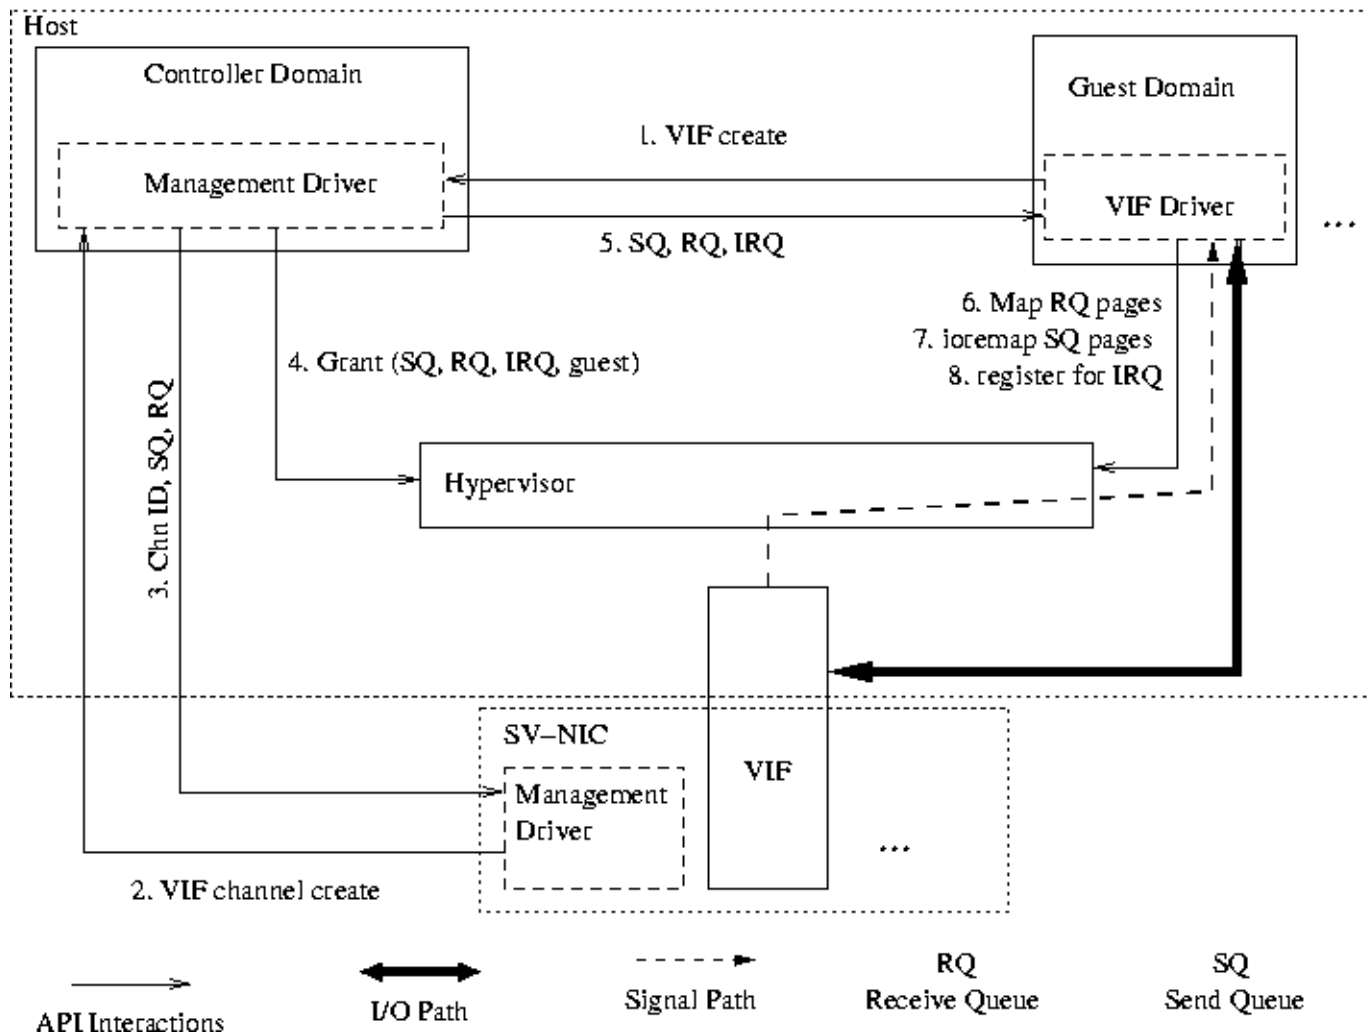 Host
Controller Domain
Guest Domain
1. VIF create
Management Driver
VIF Driver
...
5. SQ, RQ, IRQ
6. Map RQ pages
7. ioremap SQ pages
8. register for IRQ
4. Grant (SQ, RQ, IRQ, guest)
3. Chn ID, SQ, RQ
Hypervisor
SV-NIC
VIF
Management
Driver
...
2. VIF channel create
API Interactions
I/O Path
Signal Path
RQ
Receive Queue
SQ
Send Queue